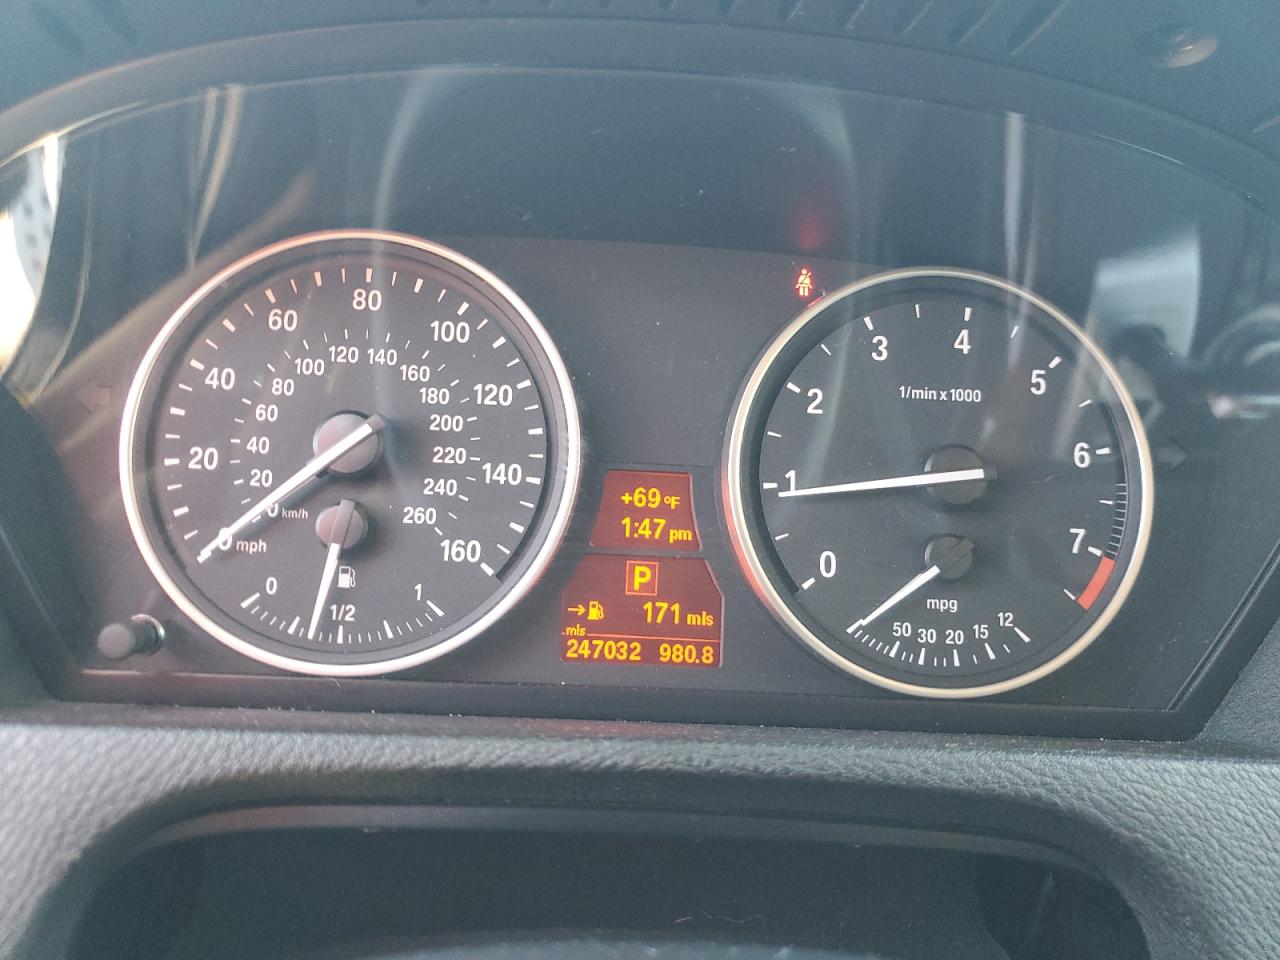 0 20 40 60 80 100 120 140 160
mph
0 20 40 60 80 100 120 140 160 180 200 220 240 260
km/h
0 1/2 1
+69°F
1:47 pm
P
→ 171 mls
mls
247032 980.8
0 1 2 3 4 5 6 7
1/min x 1000
mpg
50 30 20 15 12